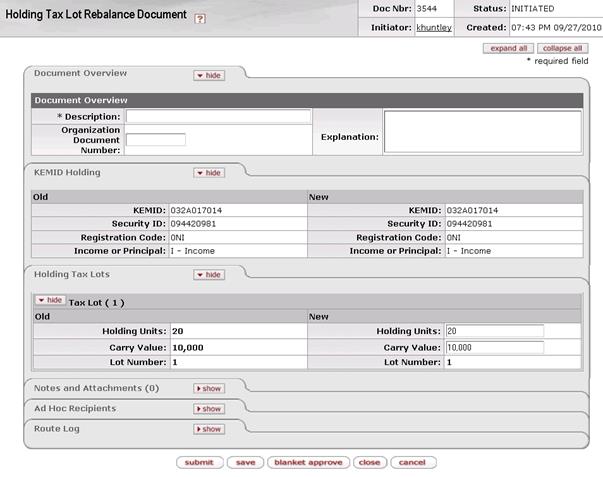 Holding Tax Lot Rebalance Document ?
Doc Nbr: 3544 Status: INITIATED
Initiator: khuntley Created: 07:43 PM 09/27/2010
expand all collapse all
* required field
Document Overview hide
Document Overview
* Description:
Organization Document Number:
Explanation:
KEMID Holding hide
Old New
KEMID: 032A017014 KEMID: 032A017014
Security ID: 094420981 Security ID: 094420981
Registration Code: 0NI Registration Code: 0NI
Income or Principal: I - Income Income or Principal: I - Income
Holding Tax Lots hide
hide Tax Lot ( 1 )
Old New
Holding Units: 20 Holding Units: 20
Carry Value: 10,000 Carry Value: 10,000
Lot Number: 1 Lot Number: 1
Notes and Attachments (0) show
Ad Hoc Recipients show
Route Log show
submit save blanket approve close cancel